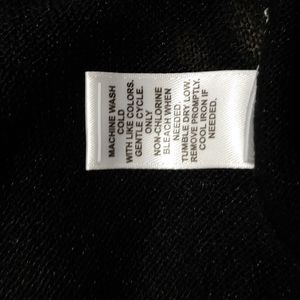 MACHINE WASH
COLD
WITH LIKE COLORS.
GENTLE CYCLE.
ONLY
NON-CHLORINE
BLEACH WHEN
NEEDED.
TUMBLE DRY LOW.
REMOVE PROMPTLY.
COOL IRON IF
NEEDED.